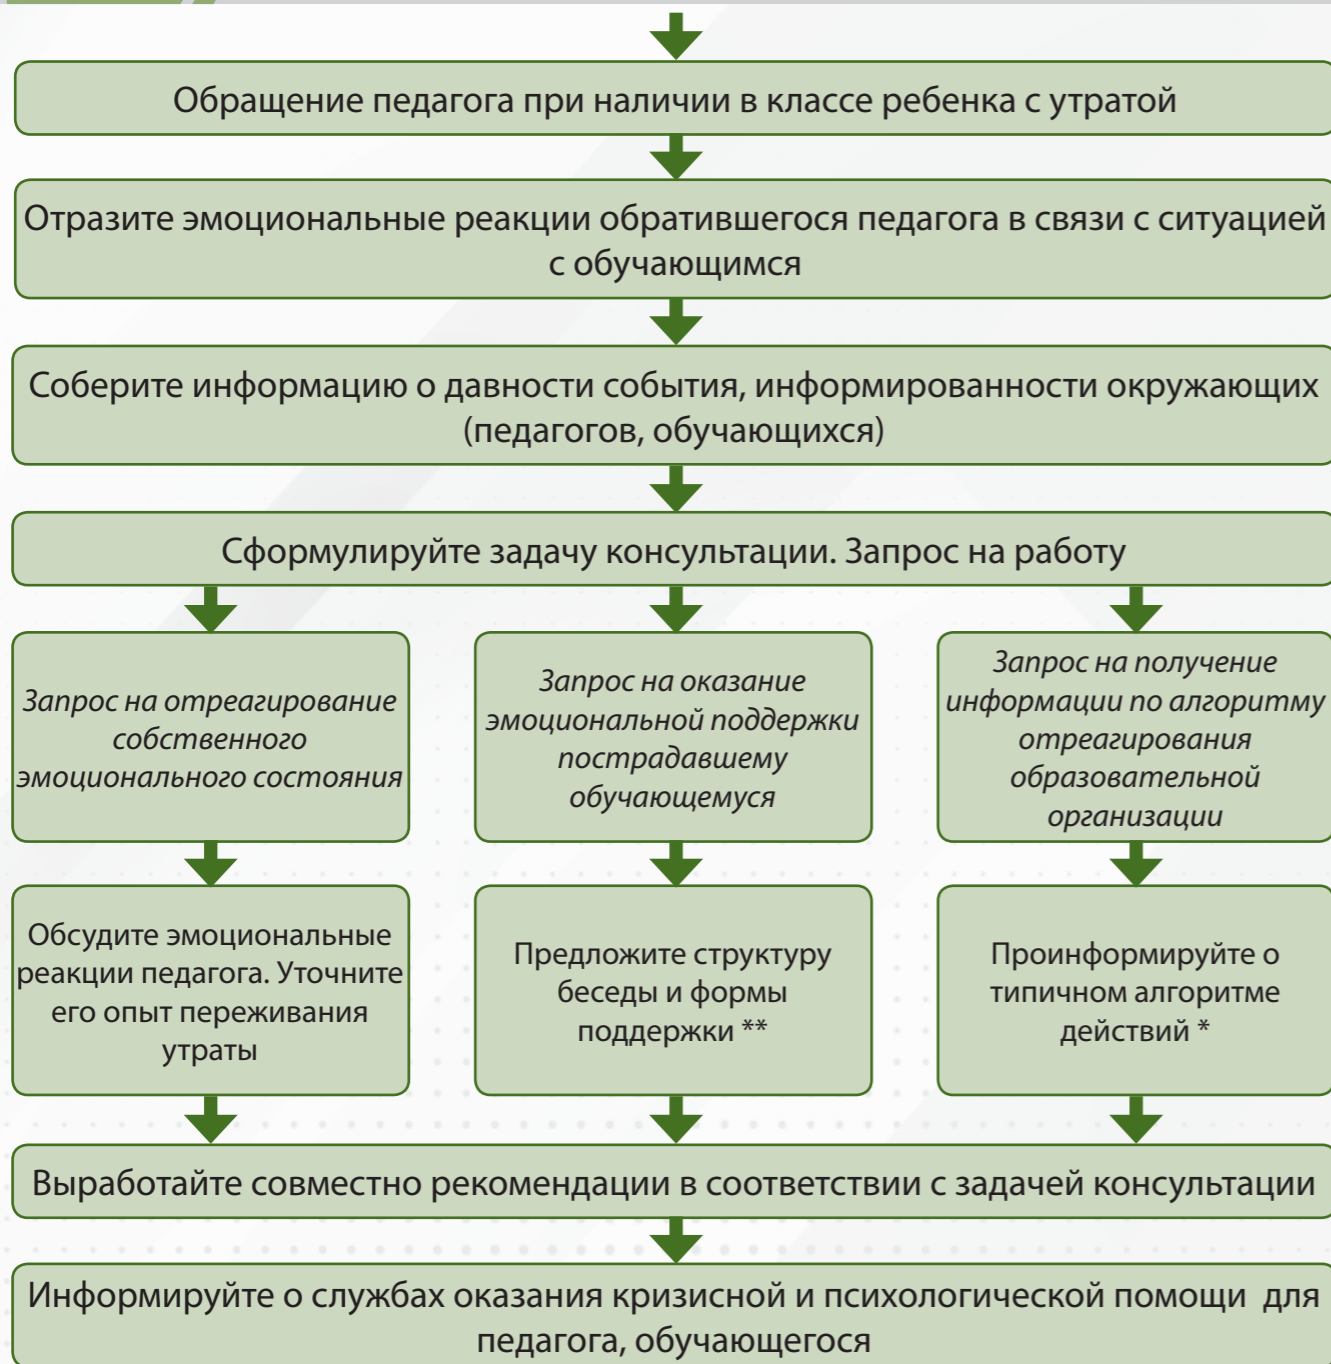 Обращение педагога при наличии в классе ребенка с утратой
Отразите эмоциональные реакции обратившегося педагога в связи с ситуацией
с обучающимся
Соберите информацию о давности события, информированности окружающих
(педагогов, обучающихся)
Сформулируйте задачу консультации. Запрос на работу
Запрос на отреагирование
собственного
эмоционального состояния
Запрос на оказание
эмоциональной поддержки
пострадавшему
обучающемуся
Запрос на получение
информации по алгоритму
отреагирования
образовательной
организации
Обсудите эмоциональные
реакции педагога. Уточните
его опыт переживания
утраты
Предложите структуру
беседы и формы
поддержки **
Проинформируйте о
типичном алгоритме
действий *
Выработайте совместно рекомендации в соответствии с задачей консультации
Информируйте о службах оказания кризисной и психологической помощи для
педагога, обучающегося